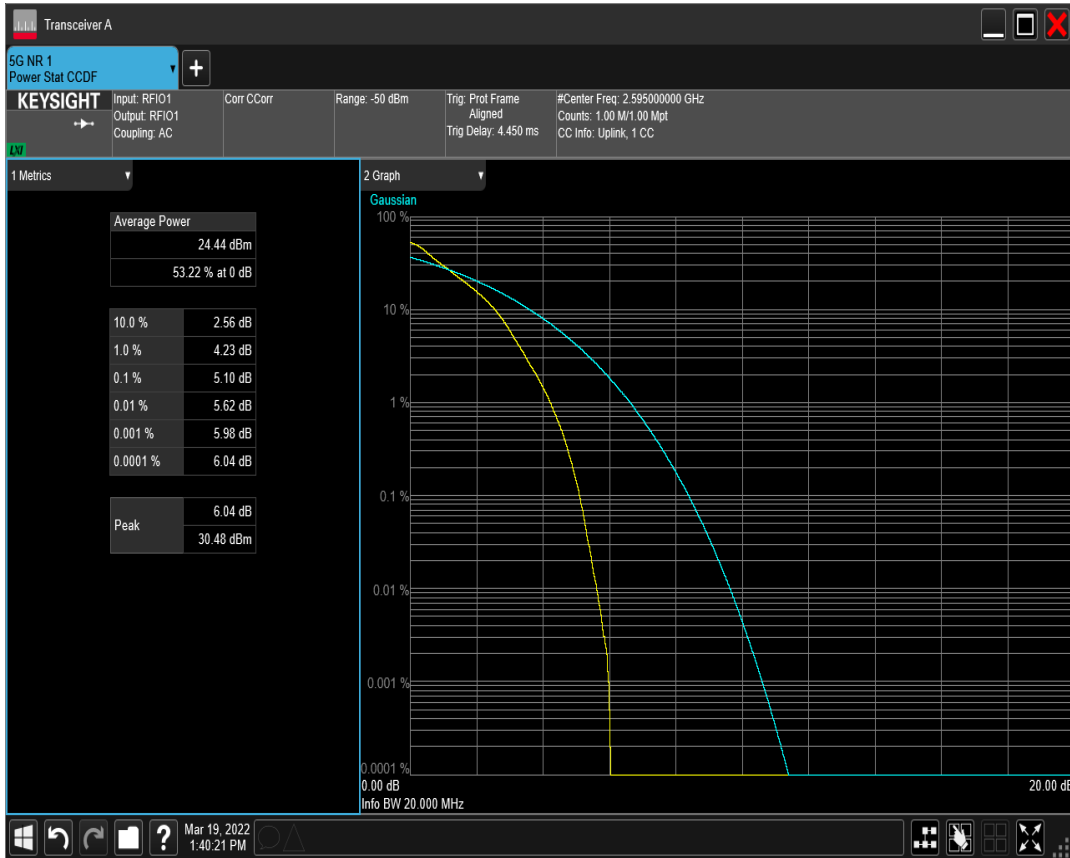 Transceiver A
5G NR 1
Power Stat CCDF
+
KEYSIGHT
LXI
Input: RFIO1
Output: RFIO1
Coupling: AC
Corr CCorr
Range: -50 dBm
Trig: Prot Frame
Aligned
Trig Delay: 4.450 ms
#Center Freq: 2.595000000 GHz
Counts: 1.00 M/1.00 Mpt
CC Info: Uplink, 1 CC
1 Metrics
Average Power
24.44 dBm
53.22 % at 0 dB
10.0 % 2.56 dB
1.0 % 4.23 dB
0.1 % 5.10 dB
0.01 % 5.62 dB
0.001 % 5.98 dB
0.0001 % 6.04 dB
Peak
6.04 dB
30.48 dBm
2 Graph
Gaussian
100 %
10 %
1 %
0.1 %
0.01 %
0.001 %
0.0001 %
0.00 dB
20.00 dB
Info BW 20.000 MHz
?
Mar 19, 2022
1:40:21 PM